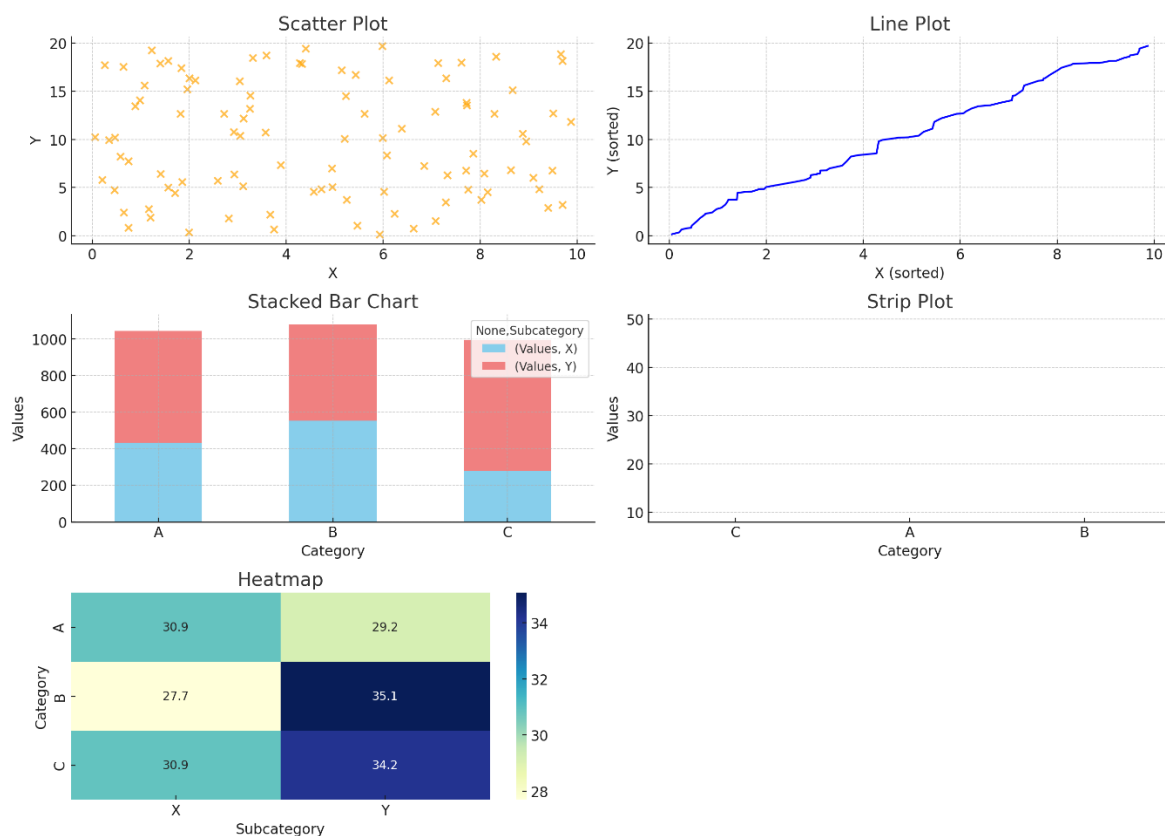 Scatter Plot
20
15
10
5
0
Y
0 2 4 6 8 10
X
Line Plot
20
15
10
5
0
Y (sorted)
0 2 4 6 8 10
X (sorted)
Stacked Bar Chart
1000
800
600
400
200
0
Values
None,Subcategory
(Values, X)
(Values, Y)
A B C
Category
Strip Plot
50
40
30
20
10
Values
C A B
Category
Heatmap
A 30.9 29.2
B 27.7 35.1
C 30.9 34.2
Category
X Y
Subcategory
34
32
30
28